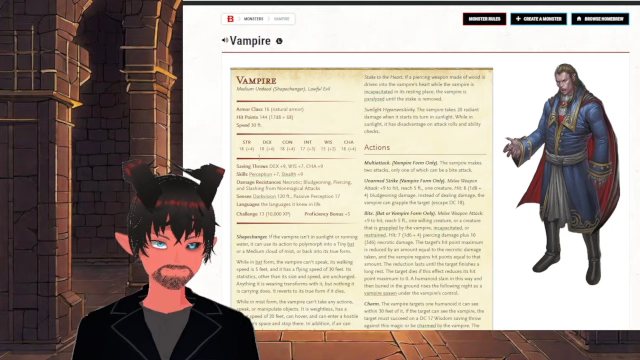 B
MONSTERS
VAMPIRE
MONSTER RULES
CREATE A MONSTER
BROWSE HOMEBREW
Vampire
VAMPIRE
Medium Undead (Shapechanger), Lawful Evil
Armor Class 16 (natural armor)
Hit Points 144 (17d8 + 68)
Speed 30 ft.
STR DEX CON INT WIS CHA
18 (+4) 18 (+4) 18 (+4) 17 (+3) 15 (+2) 18 (+4)
Saving Throws DEX +9, WIS +7, CHA +9
Skills Perception +7, Stealth +9
Damage Resistances Necrotic; Bludgeoning, Piercing,
and Slashing from Nonmagical Attacks
Senses Darkvision 120 ft., Passive Perception 17
Languages the languages it knew in life
Challenge 13 (10,000 XP) Proficiency Bonus +5
Shapechanger. If the vampire isn't in sunlight or running
water, it can use its action to polymorph into a Tiny bat
or a Medium cloud of mist, or back into its true form.
While in bat form, the vampire can't speak, its walking
speed is 5 feet, and it has a flying speed of 30 feet. Its
statistics, other than its size and speed, are unchanged.
Anything it is wearing transforms with it, but nothing it
is carrying does. It reverts to its true form if it dies.
While in mist form, the vampire can't take any actions,
speak, or manipulate objects. It is weightless, has a
speed of 20 feet, can hover, and can enter a hostile
space and stop there. In addition, if air can
Stake to the Heart. If a piercing weapon made of wood is
driven into the vampire's heart while the vampire is
incapacitated in its resting place, the vampire is
paralyzed until the stake is removed.
Sunlight Hypersensitivity. The vampire takes 20 radiant
damage when it starts its turn in sunlight. While in
sunlight, it has disadvantage on attack rolls and ability
checks.
Actions
Multiattack. (Vampire Form Only). The vampire makes
two attacks, only one of which can be a bite attack.
Unarmed Strike (Vampire Form Only). Melee Weapon
Attack: +9 to hit, reach 5 ft., one creature. Hit: 8 (1d8 +
4) bludgeoning damage. Instead of dealing damage, the
vampire can grapple the target (escape DC 18).
Bite. (Bat or Vampire Form Only). Melee Weapon Attack:
+9 to hit, reach 5 ft., one willing creature, or a creature
that is grappled by the vampire, incapacitated, or
restrained. Hit: 7 (1d6 + 4) piercing damage plus 10
(3d6) necrotic damage. The target's hit point maximum
is reduced by an amount equal to the necrotic damage
taken, and the vampire regains hit points equal to that
amount. The reduction lasts until the target finishes a
long rest. The target dies if this effect reduces its hit
point maximum to 0. A humanoid slain in this way and
then buried in the ground rises the following night as a
vampire spawn under the vampire's control.
Charm. The vampire targets one humanoid it can see
within 30 feet of it. If the target can see the vampire, the
target must succeed on a DC 17 Wisdom saving throw
against this magic or be charmed by the vampire. The